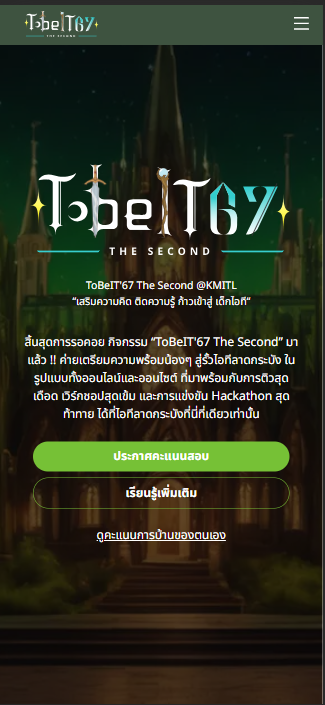 TobeIT67
THE SECOND
TobeIT67
THE SECOND
ToBeIT'67 The Second @KMITL
“เสริมความคิด ติดความรู้ ก้าวเข้าสู่ เด็กไอที”
สิ้นสุดการรอคอย กิจกรรม “ToBeIT'67 The Second” มา
แล้ว !! ค่ายเตรียมความพร้อมน้องๆ สู่รั้วไอทีลาดกระบัง ใน
รูปแบบทั้งออนไลน์และออนไซต์ ที่มาพร้อมกับการติวสุด
เดือด เวิร์กชอปสุดเข้ม และการแข่งขัน Hackathon สุด
ท้าทาย ได้ที่ไอทีลาดกระบังที่นี่ที่เดียวเท่านั้น
ประกาศคะแนนสอบ
เรียนรู้เพิ่มเติม
ดูคะแนนการบ้านของตนเอง